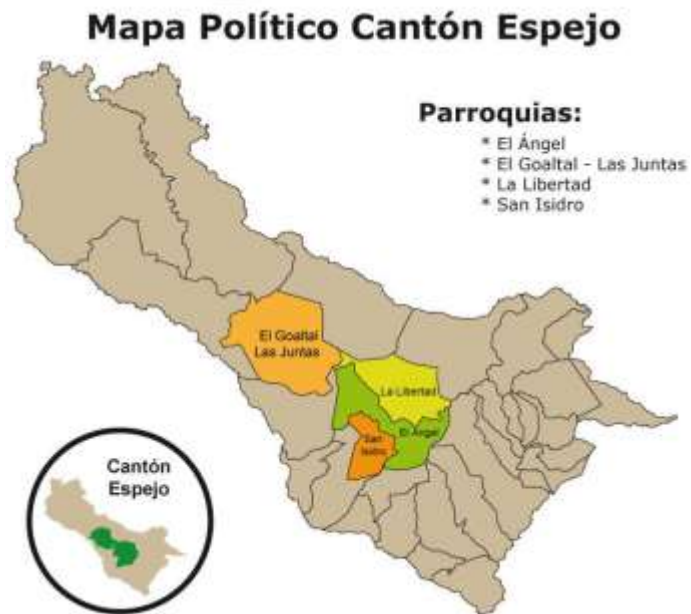 Mapa Político Cantón Espejo
Parroquias:
* El Ángel
* El Goaltal - Las Juntas
* La Libertad
* San Isidro
El Goaltal
Las Juntas
La Libertad
El Ángel
San
Isidro
Cantón
Espejo